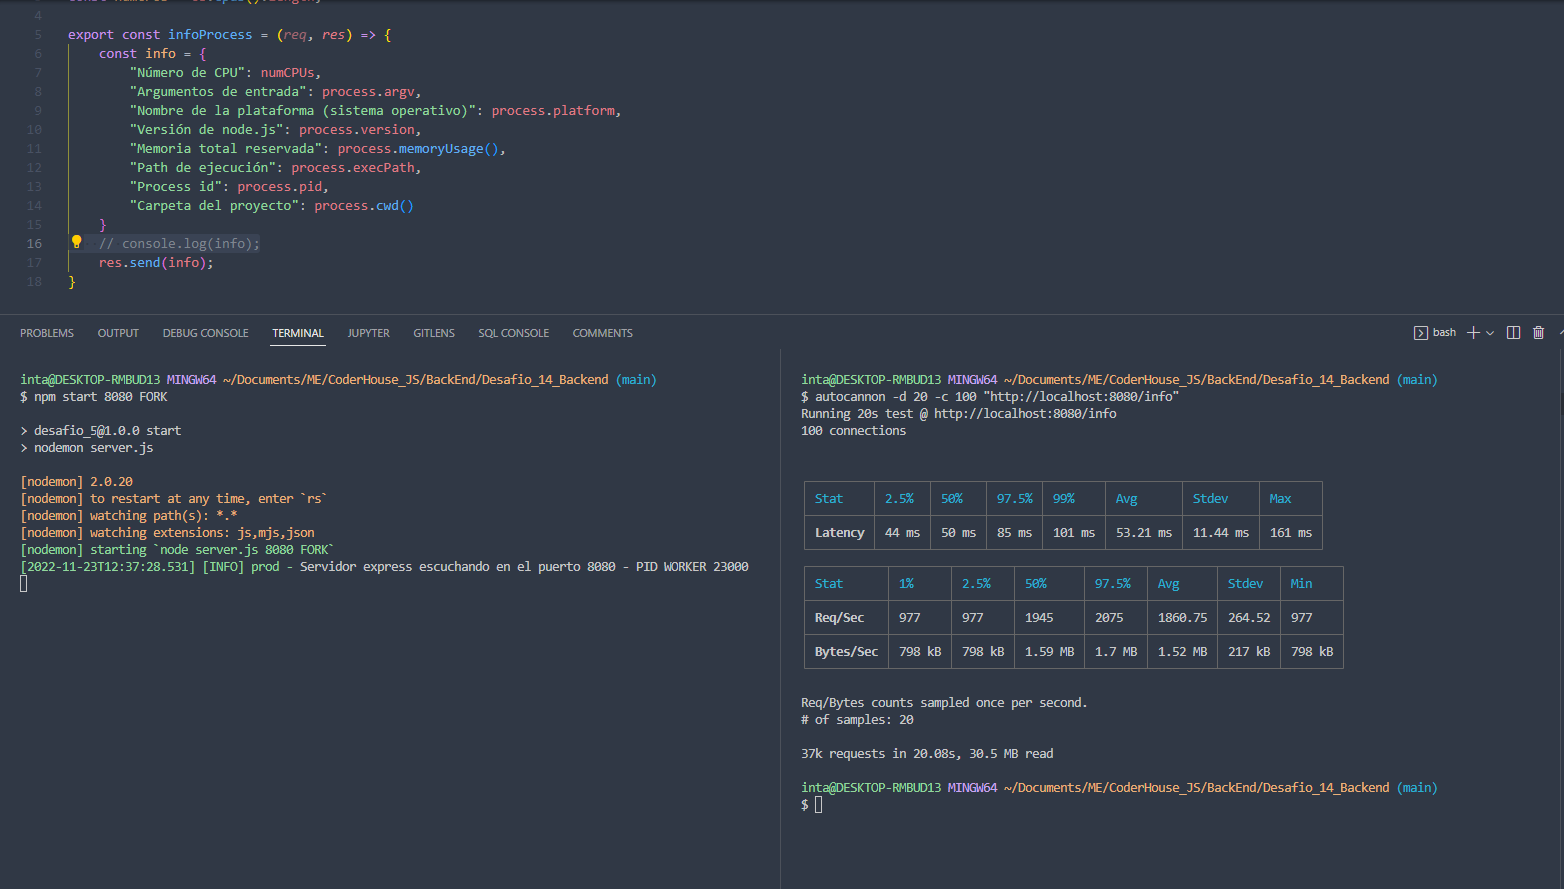 4
5 export const infoProcess = (req, res) => {
6 const info = {
7 "Número de CPU": numCPUs,
8 "Argumentos de entrada": process.argv,
9 "Nombre de la plataforma (sistema operativo)": process.platform,
10 "Versión de node.js": process.version,
11 "Memoria total reservada": process.memoryUsage(),
12 "Path de ejecución": process.execPath,
13 "Process id": process.pid,
14 "Carpeta del proyecto": process.cwd()
15 }
16 // console.log(info);
17 res.send(info);
18 }
PROBLEMS OUTPUT DEBUG CONSOLE TERMINAL JUPYTER GITLENS SQL CONSOLE COMMENTS
bash
inta@DESKTOP-RMBUD13 MINGW64 ~/Documents/ME/CoderHouse_JS/BackEnd/Desafio_14_Backend (main)
$ npm start 8080 FORK
> desafio_5@1.0.0 start
> nodemon server.js
[nodemon] 2.0.20
[nodemon] to restart at any time, enter `rs`
[nodemon] watching path(s): *.*
[nodemon] watching extensions: js,mjs,json
[nodemon] starting `node server.js 8080 FORK`
[2022-11-23T12:37:28.531] [INFO] prod - Servidor express escuchando en el puerto 8080 - PID WORKER 23000
inta@DESKTOP-RMBUD13 MINGW64 ~/Documents/ME/CoderHouse_JS/BackEnd/Desafio_14_Backend (main)
$ autocannon -d 20 -c 100 "http://localhost:8080/info"
Running 20s test @ http://localhost:8080/info
100 connections
Stat 2.5% 50% 97.5% 99% Avg Stdev Max
Latency 44 ms 50 ms 85 ms 101 ms 53.21 ms 11.44 ms 161 ms
Stat 1% 2.5% 50% 97.5% Avg Stdev Min
Req/Sec 977 977 1945 2075 1860.75 264.52 977
Bytes/Sec 798 kB 798 kB 1.59 MB 1.7 MB 1.52 MB 217 kB 798 kB
Req/Bytes counts sampled once per second.
# of samples: 20
37k requests in 20.08s, 30.5 MB read
inta@DESKTOP-RMBUD13 MINGW64 ~/Documents/ME/CoderHouse_JS/BackEnd/Desafio_14_Backend (main)
$